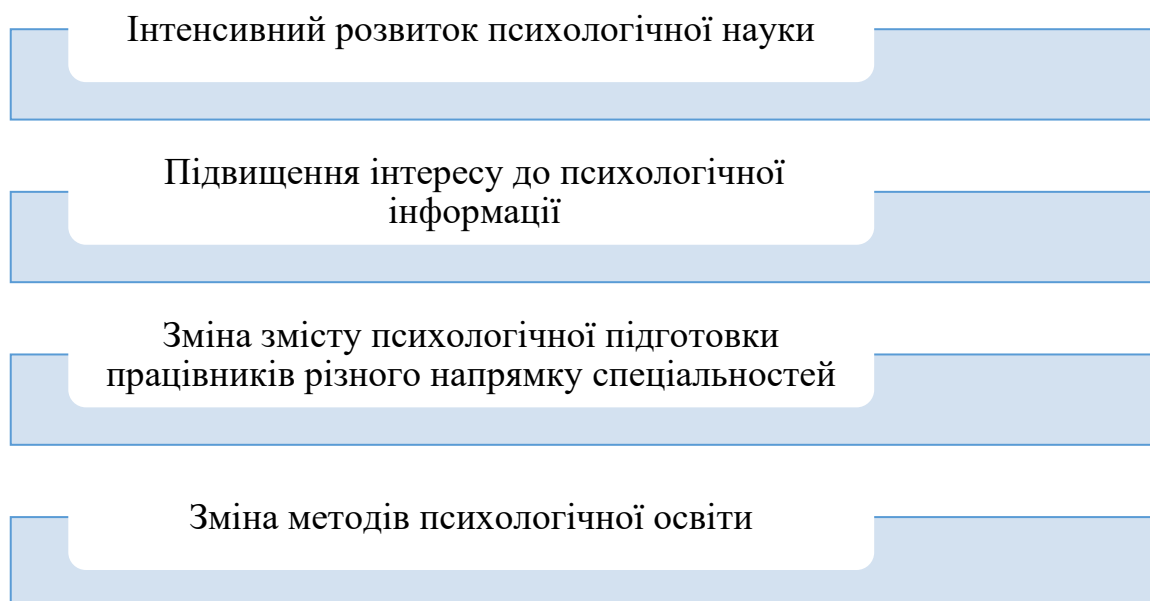 Інтенсивний розвиток психологічної науки
Підвищення інтересу до психологічної
інформації
Зміна змісту психологічної підготовки
працівників різного напрямку спеціальностей
Зміна методів психологічної освіти